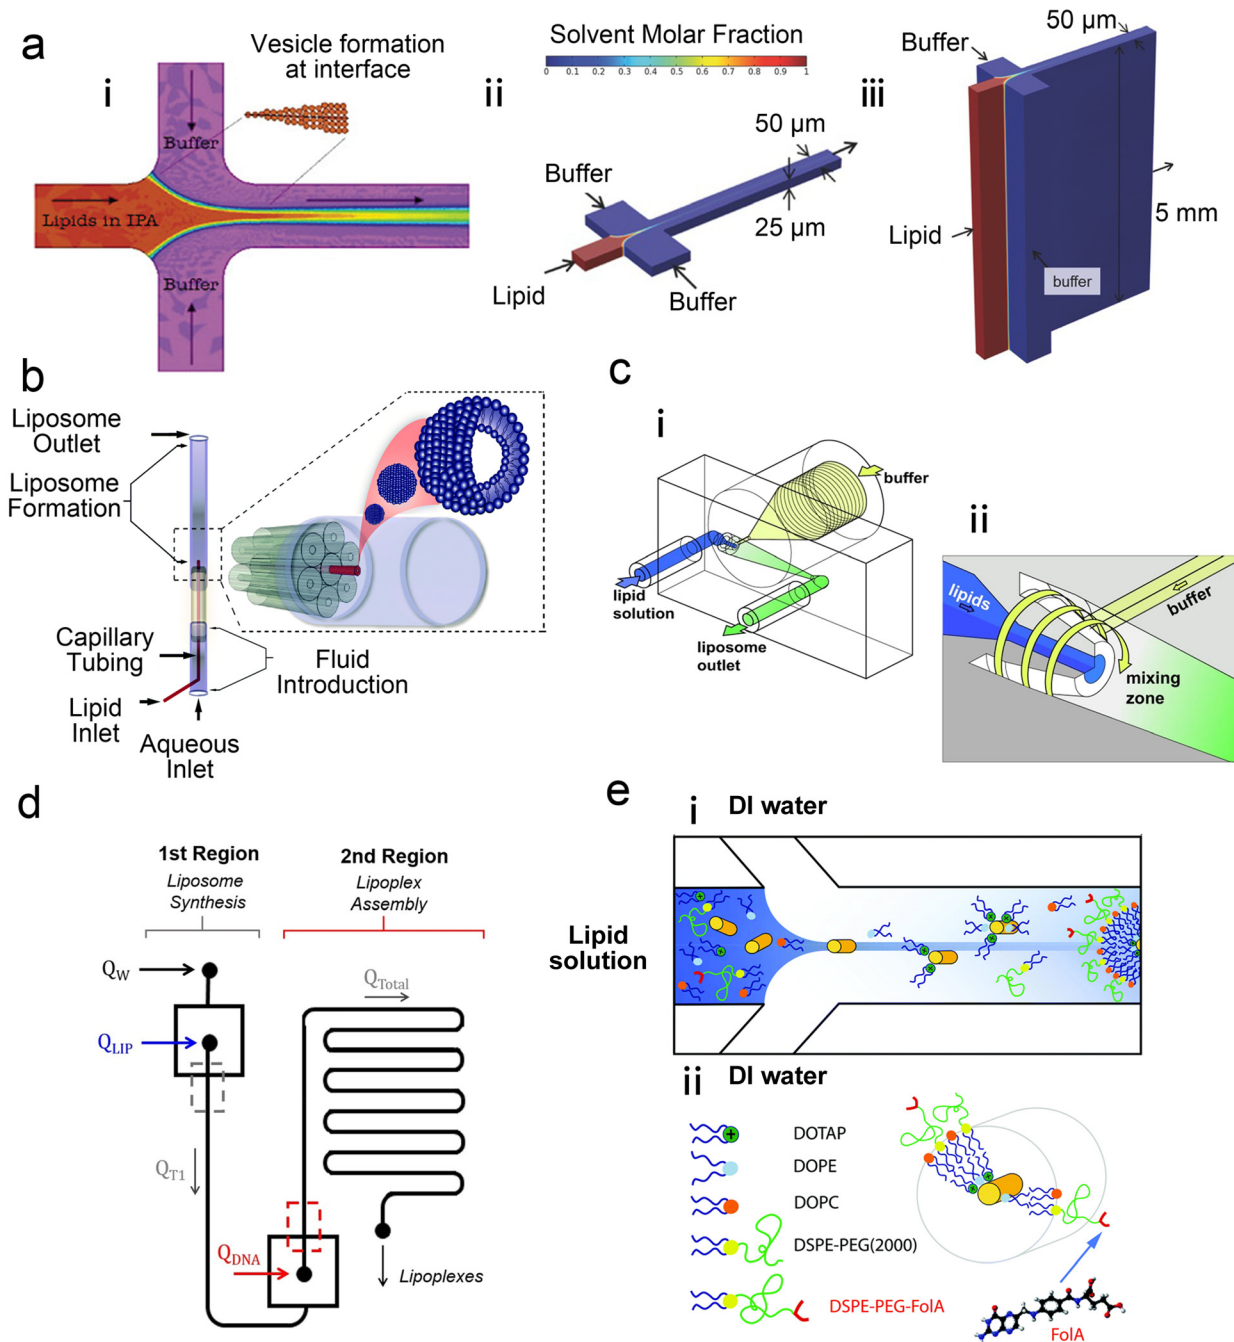 a
i
Vesicle formation
at interface
Buffer
Lipids in IPA
Buffer
Solvent Molar Fraction
0 0.1 0.2 0.3 0.4 0.5 0.6 0.7 0.8 0.9 1
ii
50 µm
Buffer
25 µm
Lipid
Buffer
iii
50 µm
Buffer
5 mm
Lipid
buffer
b
Liposome
Outlet
Liposome
Formation
Capillary
Tubing
Lipid
Inlet
Fluid
Introduction
Aqueous
Inlet
c
i
buffer
lipid
solution
liposome
outlet
ii
lipids
buffer
mixing
zone
d
1st Region
Liposome
Synthesis
2nd Region
Lipoplex
Assembly
QW
QLIP
QT1
QDNA
QTotal
Lipoplexes
e
i
DI water
Lipid
solution
ii
DI water
DOTAP
DOPE
DOPC
DSPE-PEG(2000)
DSPE-PEG-FolA
FolA